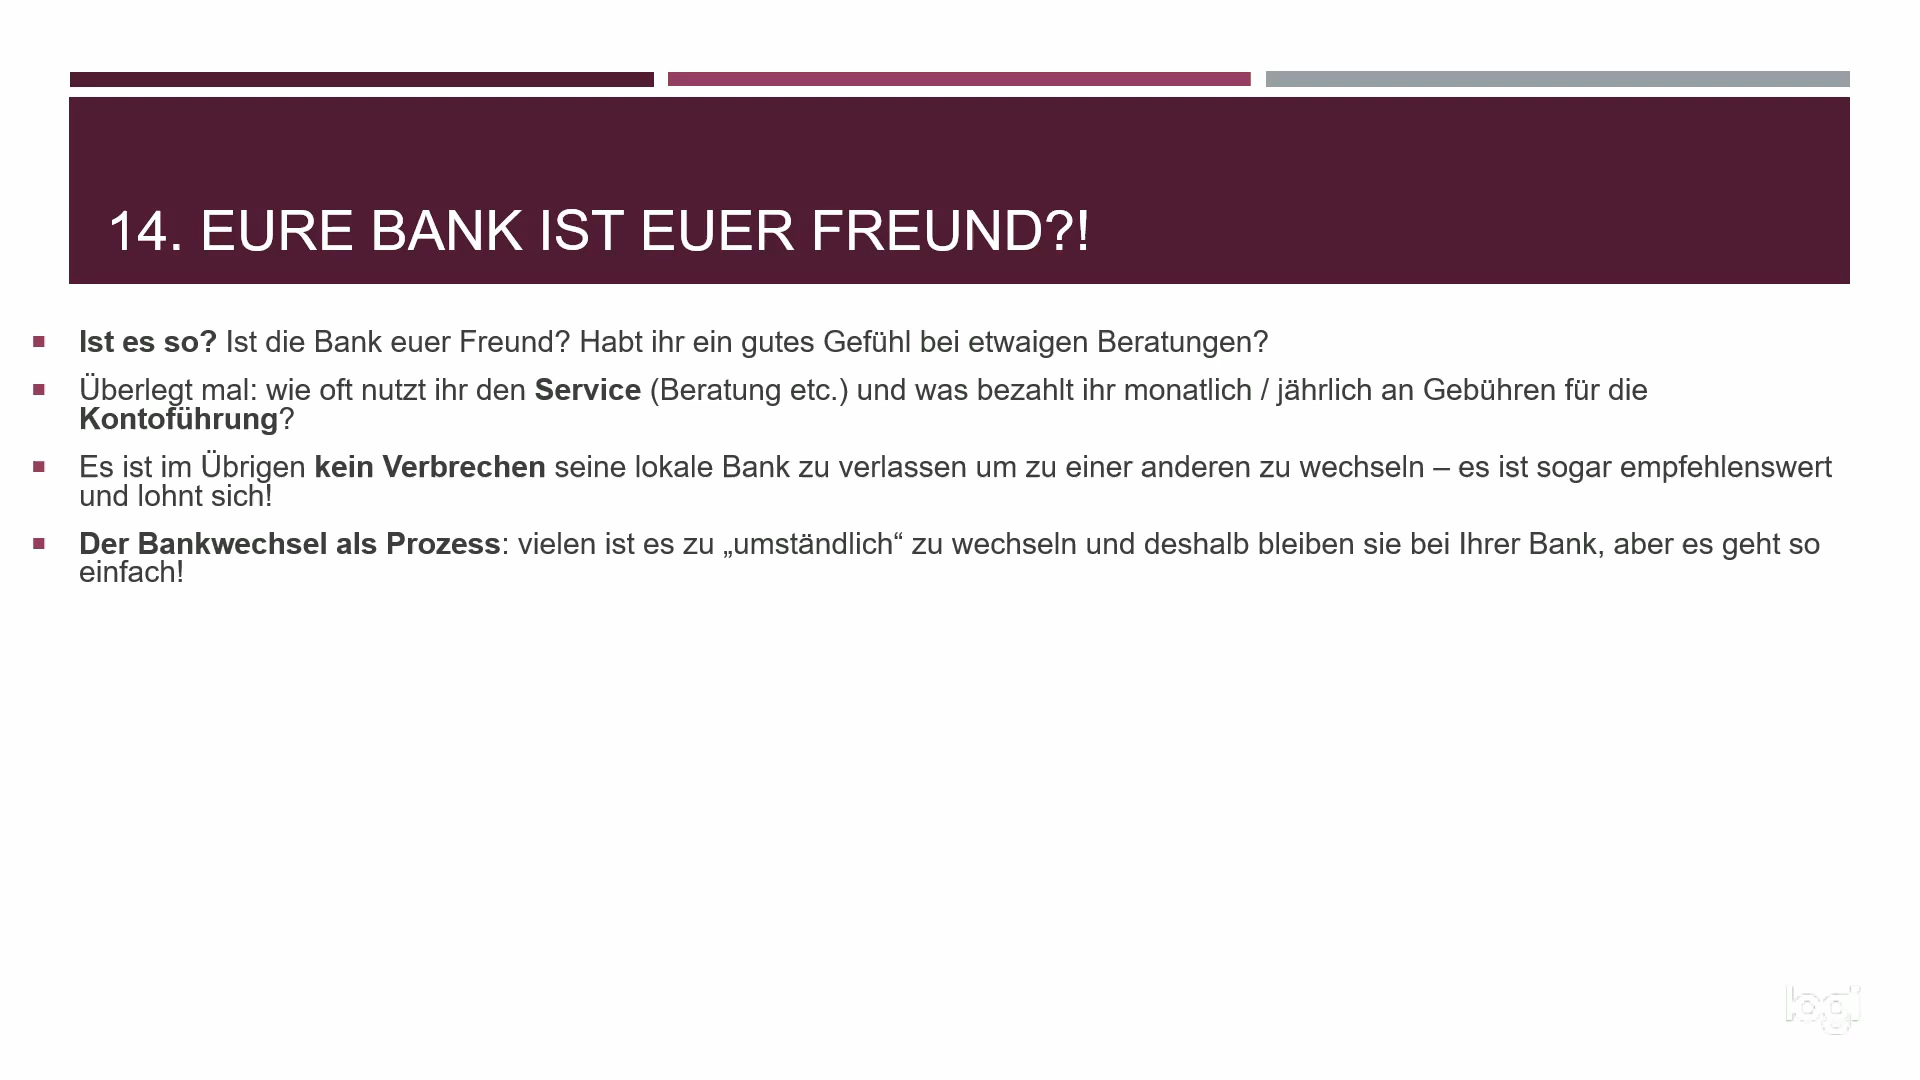 14. EURE BANK IST EUER FREUND?!
Ist es so? Ist die Bank euer Freund? Habt ihr ein gutes Gefühl bei etwaigen Beratungen?
Überlegt mal: wie oft nutzt ihr den Service (Beratung etc.) und was bezahlt ihr monatlich / jährlich an Gebühren für die
Kontoführung?
Es ist im Übrigen kein Verbrechen seine lokale Bank zu verlassen um zu einer anderen zu wechseln – es ist sogar empfehlenswert
und lohnt sich!
Der Bankwechsel als Prozess: vielen ist es zu „umständlich“ zu wechseln und deshalb bleiben sie bei Ihrer Bank, aber es geht so
einfach!
logi